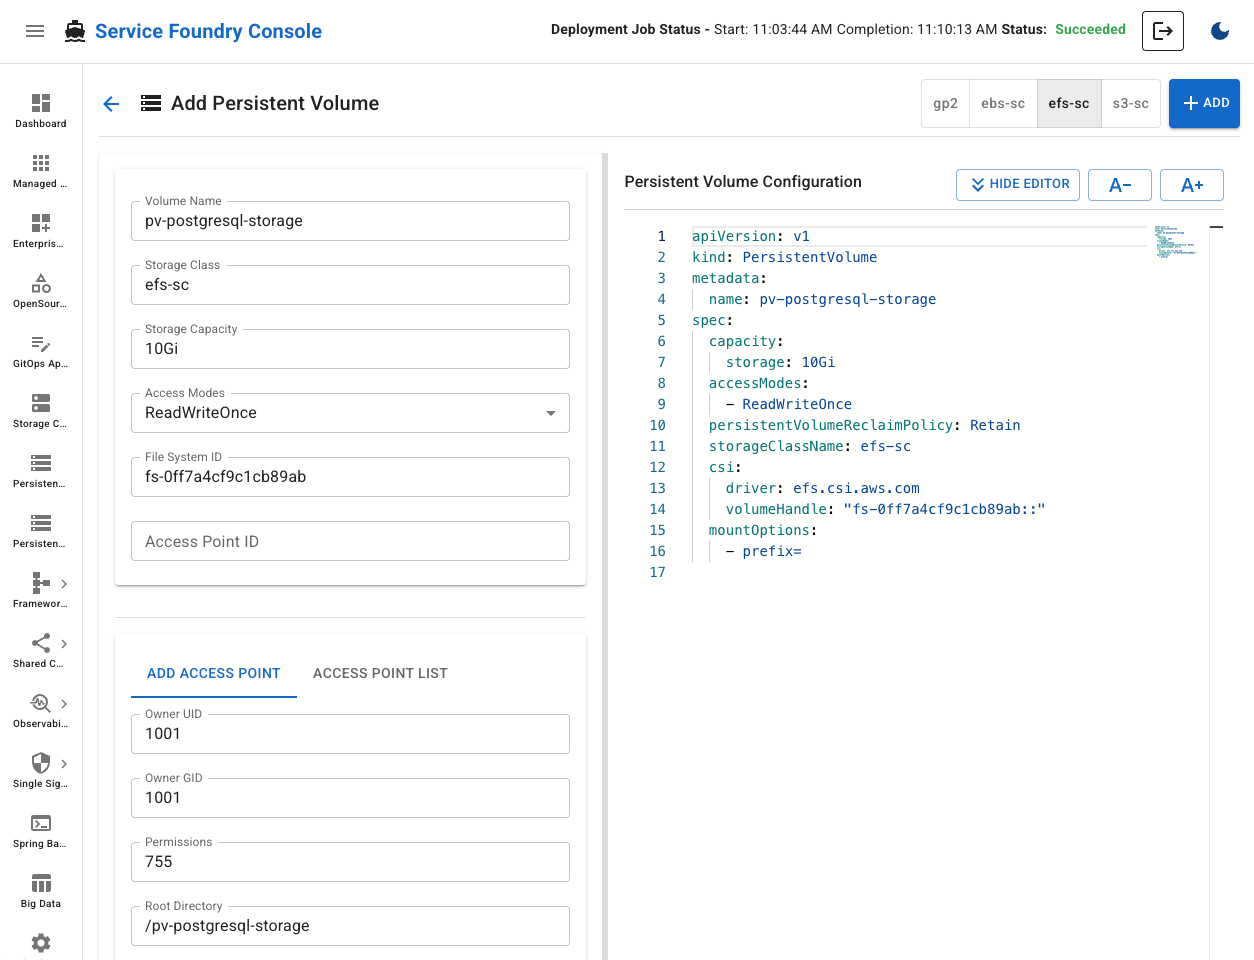 Service Foundry Console
Deployment Job Status - Start: 11:03:44 AM Completion: 11:10:13 AM Status: Succeeded
Dashboard
Managed ...
Enterpris...
OpenSour...
GitOps Ap...
Storage C...
Persisten...
Persisten...
Framewor...
Shared C...
Observabi...
Single Sig...
Spring Ba...
Big Data
Add Persistent Volume
gp2 ebs-sc efs-sc s3-sc ADD
Volume Name
pv-postgresql-storage
Storage Class
efs-sc
Storage Capacity
10Gi
Access Modes
ReadWriteOnce
File System ID
fs-0ff7a4cf9c1cb89ab
Access Point ID
ADD ACCESS POINT ACCESS POINT LIST
Owner UID
1001
Owner GID
1001
Permissions
755
Root Directory
/pv-postgresql-storage
Persistent Volume Configuration
HIDE EDITOR A- A+
1 apiVersion: v1
2 kind: PersistentVolume
3 metadata:
4 name: pv-postgresql-storage
5 spec:
6 capacity:
7 storage: 10Gi
8 accessModes:
9 - ReadWriteOnce
10 persistentVolumeReclaimPolicy: Retain
11 storageClassName: efs-sc
12 csi:
13 driver: efs.csi.aws.com
14 volumeHandle: "fs-0ff7a4cf9c1cb89ab::"
15 mountOptions:
16 - prefix=
17